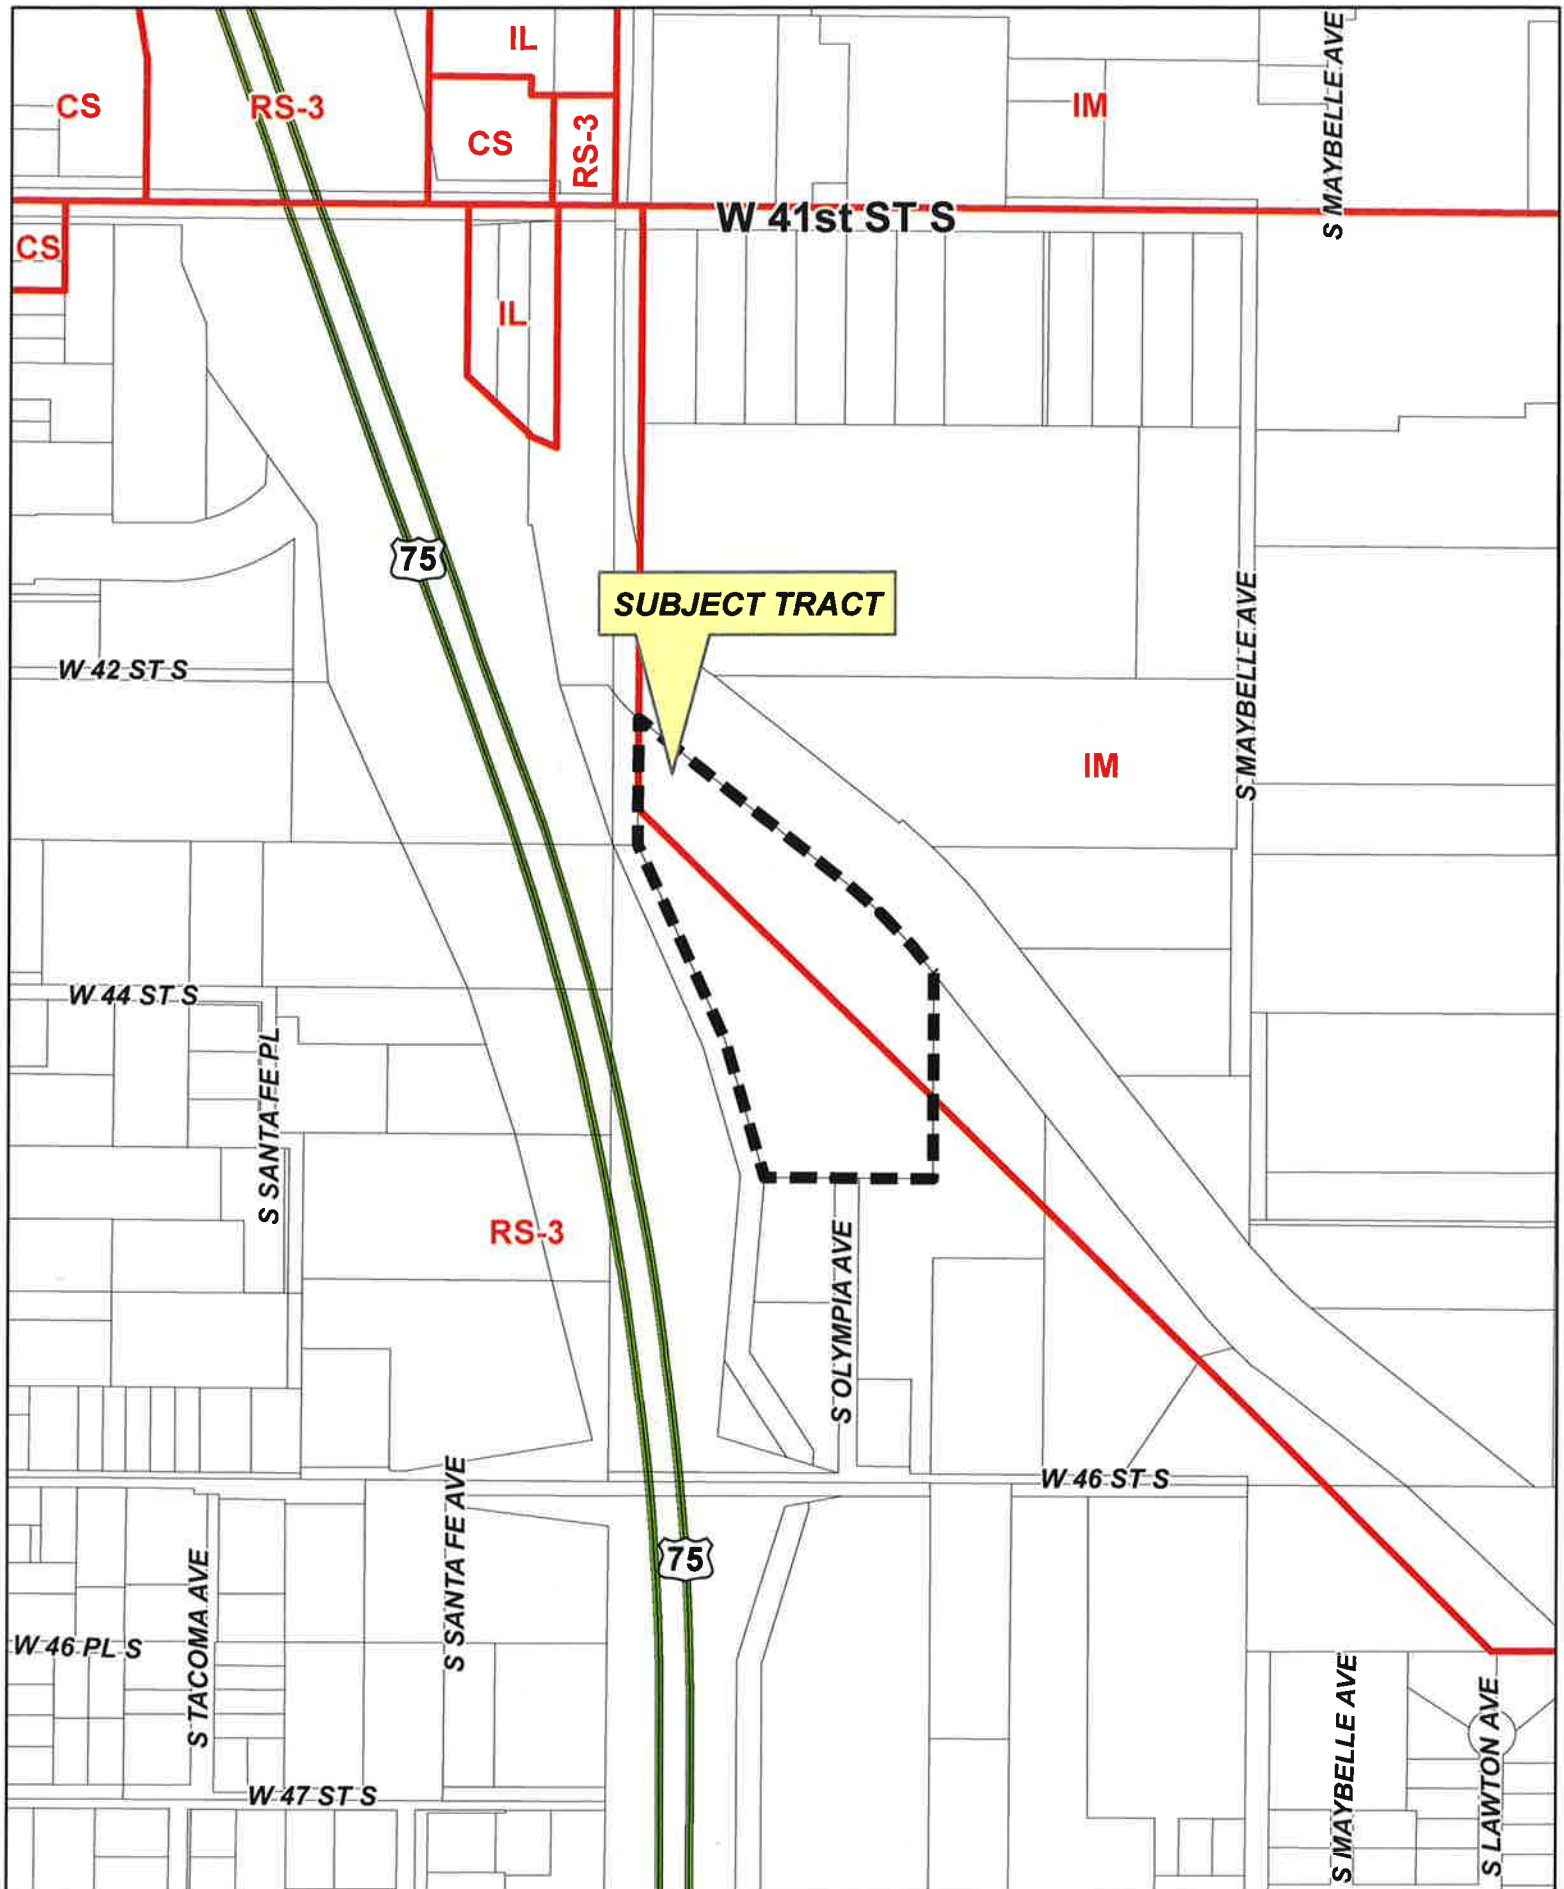 IL
CS
RS-3
CS
RS-3
IM
S MAYBELLE AVE
W 41st ST S
CS
IL
75
SUBJECT TRACT
W 42 ST S
S MAYBELLE AVE
IM
W 44 ST S
S SANTA FE PL
RS-3
S OLYMPIA AVE
W 46 ST S
S SANTA FE AVE
75
S TACOMA AVE
W 46 PL S
S MAYBELLE AVE
S LAWTON AVE
W 47 ST S